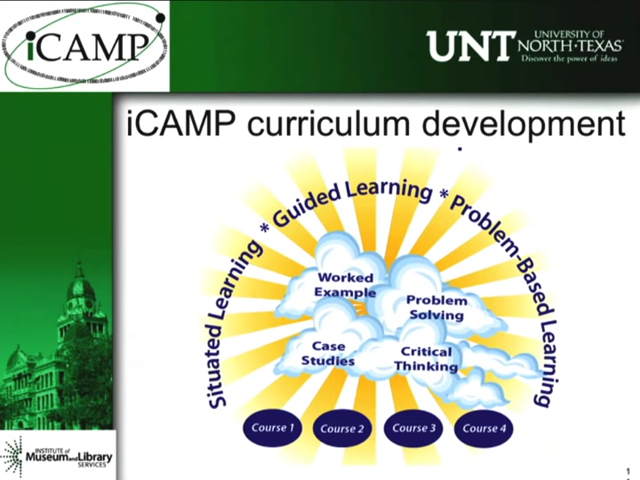 iCAMP
UNT
UNIVERSITY OF
NORTH·TEXAS
Discover the power of ideas
iCAMP curriculum development
Situated Learning * Guided Learning * Problem-Based Learning
Worked
Example
Problem
Solving
Case
Studies
Critical
Thinking
Course 1
Course 2
Course 3
Course 4
INSTITUTE of
Museum and Library
SERVICES